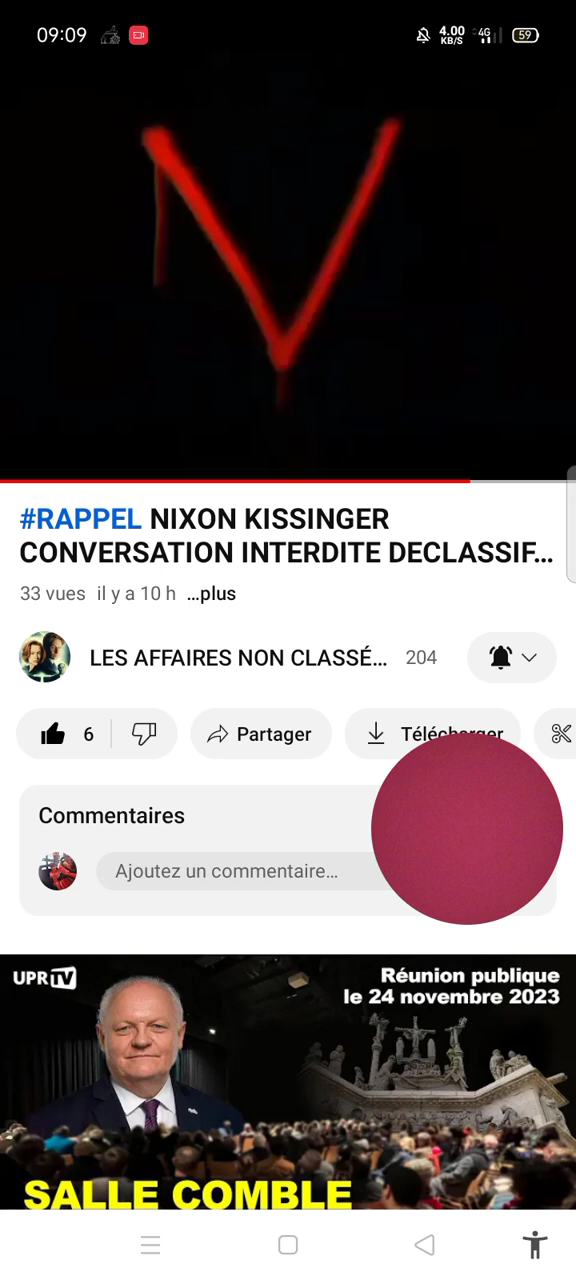 09:09
4.00
KB/S
4G
59
#RAPPEL NIXON KISSINGER
CONVERSATION INTERDITE DECLASSIF...
33 vues il y a 10 h ...plus
LES AFFAIRES NON CLASSÉ... 204
6
Partager
Télécharger
Commentaires
Ajoutez un commentaire...
UPR TV
Réunion publique
le 24 novembre 2023
SALLE COMBLE